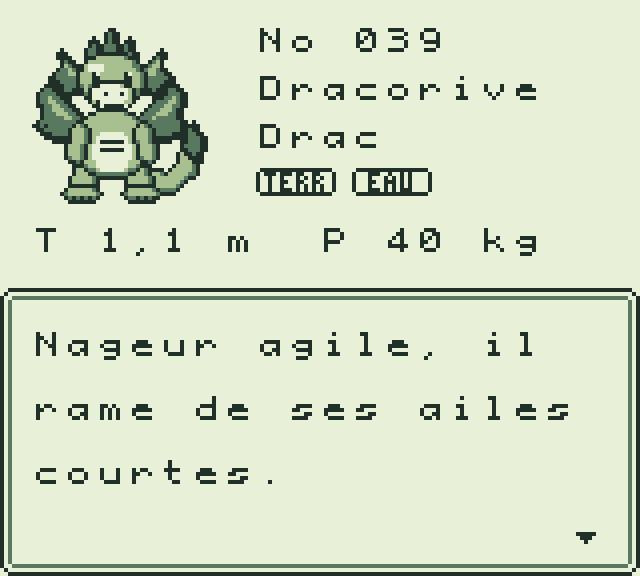 No 039
Dracorive
Drac
TERR EAU
T 1,1 m P 40 kg
Nageur agile, il
rame de ses ailes
courtes.